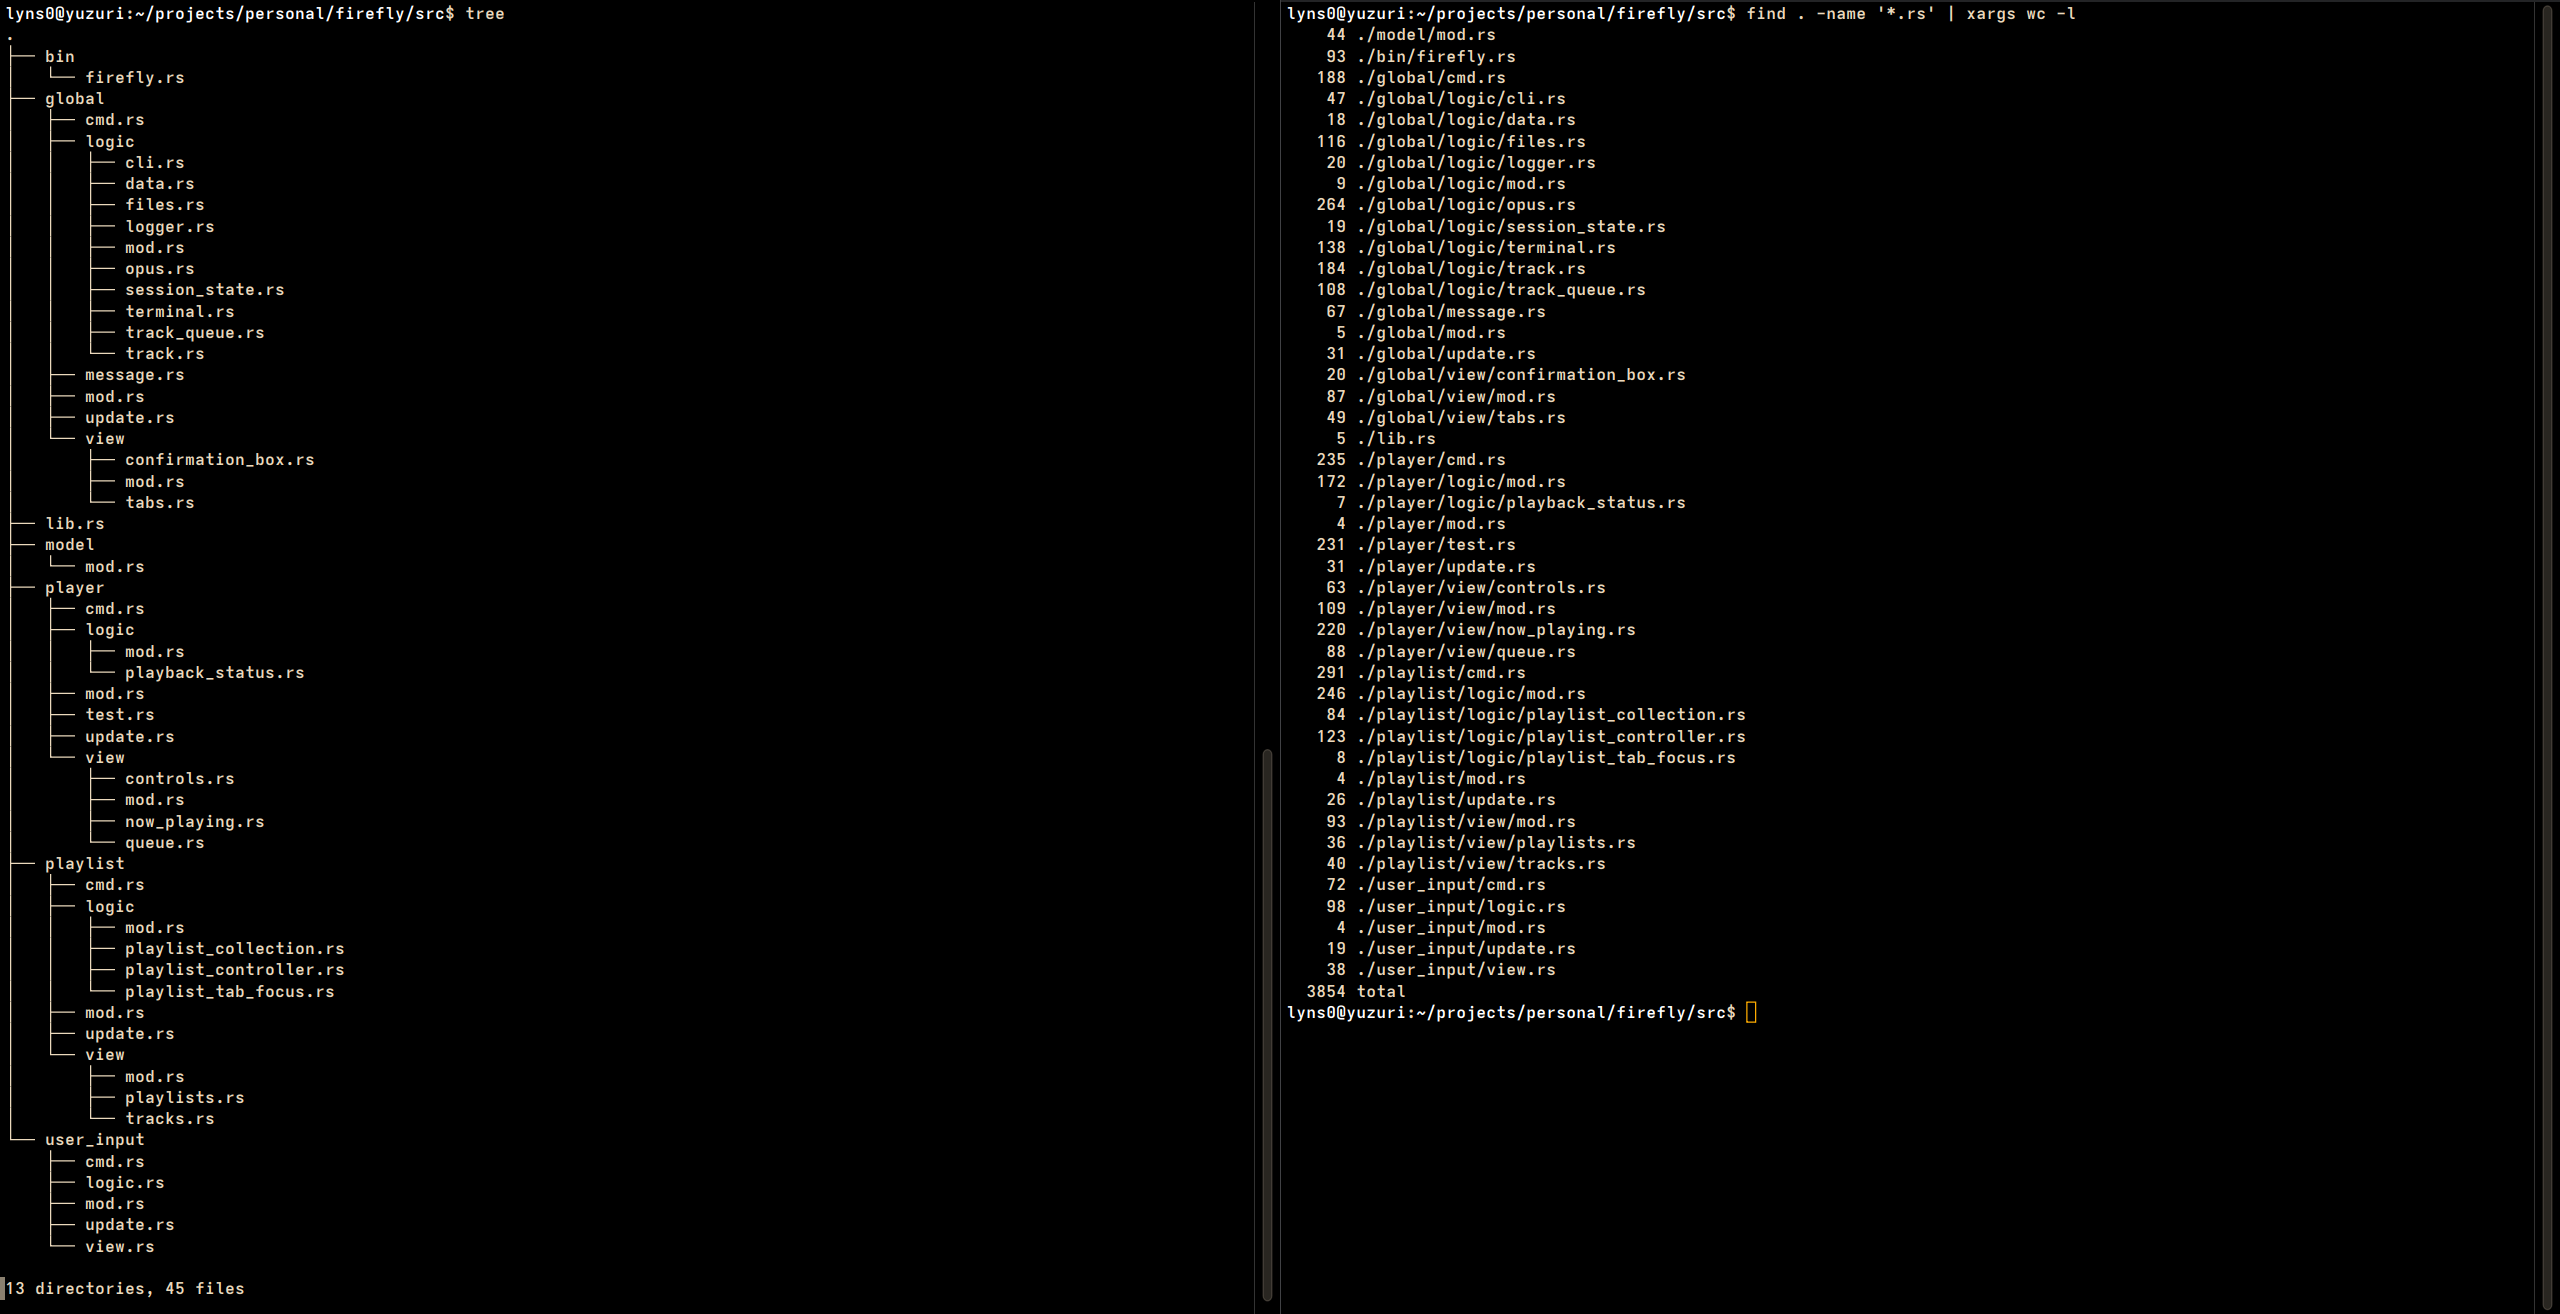 lyns0@yuzuri:~/projects/personal/firefly/src$ tree
.
├── bin
│   └── firefly.rs
├── global
│   ├── cmd.rs
│   ├── logic
│   │   ├── cli.rs
│   │   ├── data.rs
│   │   ├── files.rs
│   │   ├── logger.rs
│   │   ├── mod.rs
│   │   ├── opus.rs
│   │   ├── session_state.rs
│   │   ├── terminal.rs
│   │   ├── track_queue.rs
│   │   └── track.rs
│   ├── message.rs
│   ├── mod.rs
│   ├── update.rs
│   └── view
│       ├── confirmation_box.rs
│       ├── mod.rs
│       └── tabs.rs
├── lib.rs
├── model
│   └── mod.rs
├── player
│   ├── cmd.rs
│   ├── logic
│   │   ├── mod.rs
│   │   └── playback_status.rs
│   ├── mod.rs
│   ├── test.rs
│   ├── update.rs
│   └── view
│       ├── controls.rs
│       ├── mod.rs
│       ├── now_playing.rs
│       └── queue.rs
├── playlist
│   ├── cmd.rs
│   ├── logic
│   │   ├── mod.rs
│   │   ├── playlist_collection.rs
│   │   ├── playlist_controller.rs
│   │   └── playlist_tab_focus.rs
│   ├── mod.rs
│   ├── update.rs
│   └── view
│       ├── mod.rs
│       ├── playlists.rs
│       └── tracks.rs
└── user_input
    ├── cmd.rs
    ├── logic.rs
    ├── mod.rs
    ├── update.rs
    └── view.rs

13 directories, 45 files
lyns0@yuzuri:~/projects/personal/firefly/src$ find . -name '*.rs' | xargs wc -l
44 ./model/mod.rs
93 ./bin/firefly.rs
188 ./global/cmd.rs
47 ./global/logic/cli.rs
18 ./global/logic/data.rs
116 ./global/logic/files.rs
20 ./global/logic/logger.rs
9 ./global/logic/mod.rs
264 ./global/logic/opus.rs
19 ./global/logic/session_state.rs
138 ./global/logic/terminal.rs
184 ./global/logic/track.rs
108 ./global/logic/track_queue.rs
67 ./global/message.rs
5 ./global/mod.rs
31 ./global/update.rs
20 ./global/view/confirmation_box.rs
87 ./global/view/mod.rs
49 ./global/view/tabs.rs
5 ./lib.rs
235 ./player/cmd.rs
172 ./player/logic/mod.rs
7 ./player/logic/playback_status.rs
4 ./player/mod.rs
231 ./player/test.rs
31 ./player/update.rs
63 ./player/view/controls.rs
109 ./player/view/mod.rs
220 ./player/view/now_playing.rs
88 ./player/view/queue.rs
291 ./playlist/cmd.rs
246 ./playlist/logic/mod.rs
84 ./playlist/logic/playlist_collection.rs
123 ./playlist/logic/playlist_controller.rs
8 ./playlist/logic/playlist_tab_focus.rs
4 ./playlist/mod.rs
26 ./playlist/update.rs
93 ./playlist/view/mod.rs
36 ./playlist/view/playlists.rs
40 ./playlist/view/tracks.rs
72 ./user_input/cmd.rs
98 ./user_input/logic.rs
4 ./user_input/mod.rs
19 ./user_input/update.rs
38 ./user_input/view.rs
3854 total
lyns0@yuzuri:~/projects/personal/firefly/src$